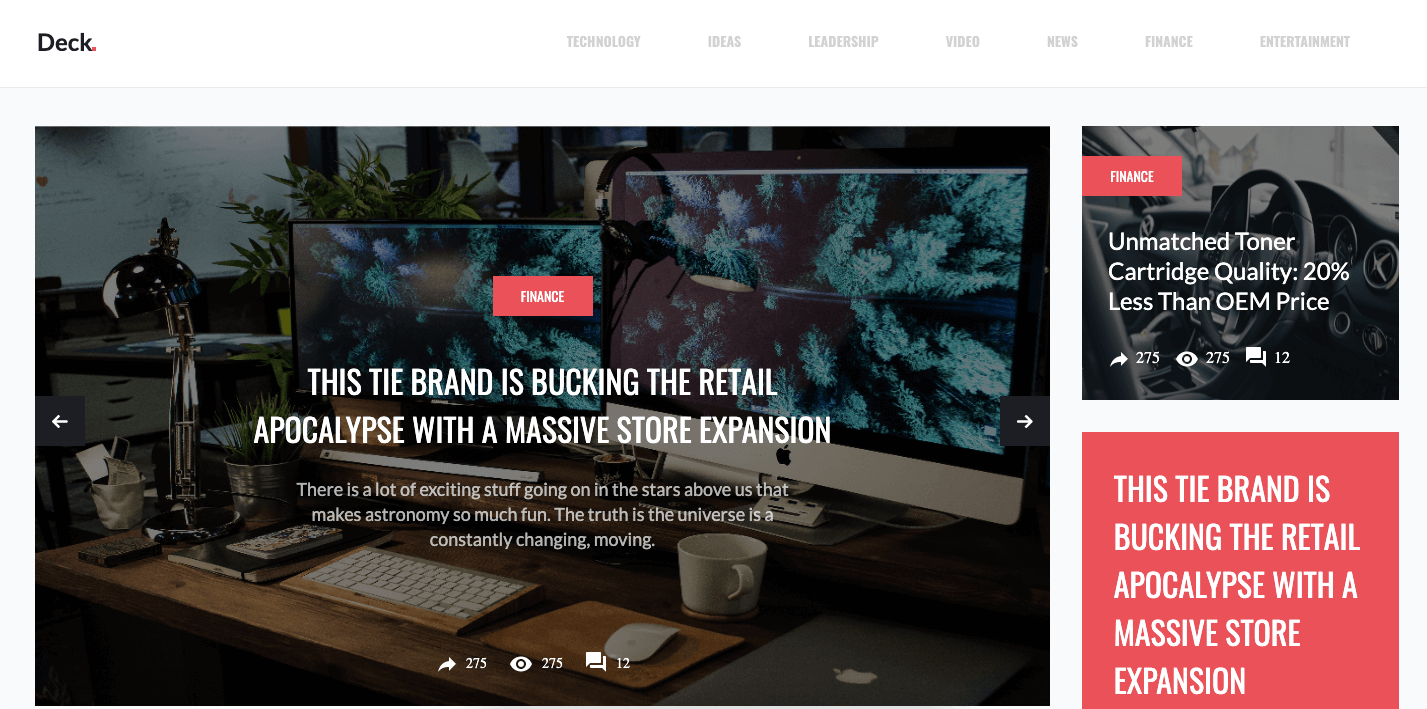 Deck.
TECHNOLOGY IDEAS LEADERSHIP VIDEO NEWS FINANCE ENTERTAINMENT
FINANCE
THIS TIE BRAND IS BUCKING THE RETAIL
APOCALYPSE WITH A MASSIVE STORE EXPANSION
There is a lot of exciting stuff going on in the stars above us that
makes astronomy so much fun. The truth is the universe is a
constantly changing, moving.
275 275 12
FINANCE
Unmatched Toner
Cartridge Quality: 20%
Less Than OEM Price
275 275 12
THIS TIE BRAND IS
BUCKING THE RETAIL
APOCALYPSE WITH A
MASSIVE STORE
EXPANSION